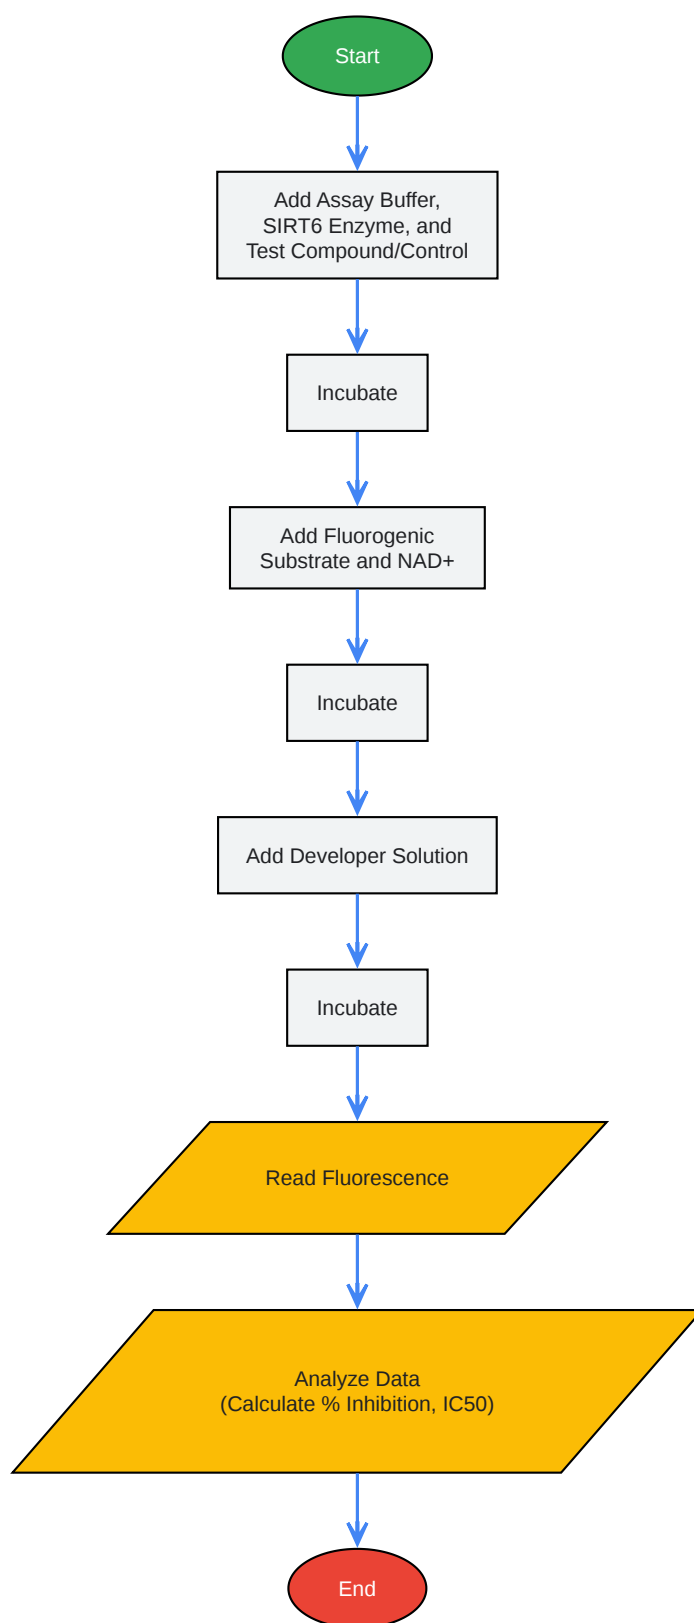 Start
Add Assay Buffer,
SIRT6 Enzyme, and
Test Compound/Control
Incubate
Add Fluorogenic
Substrate and NAD+
Incubate
Add Developer Solution
Incubate
Read Fluorescence
Analyze Data
(Calculate % Inhibition, IC50)
End